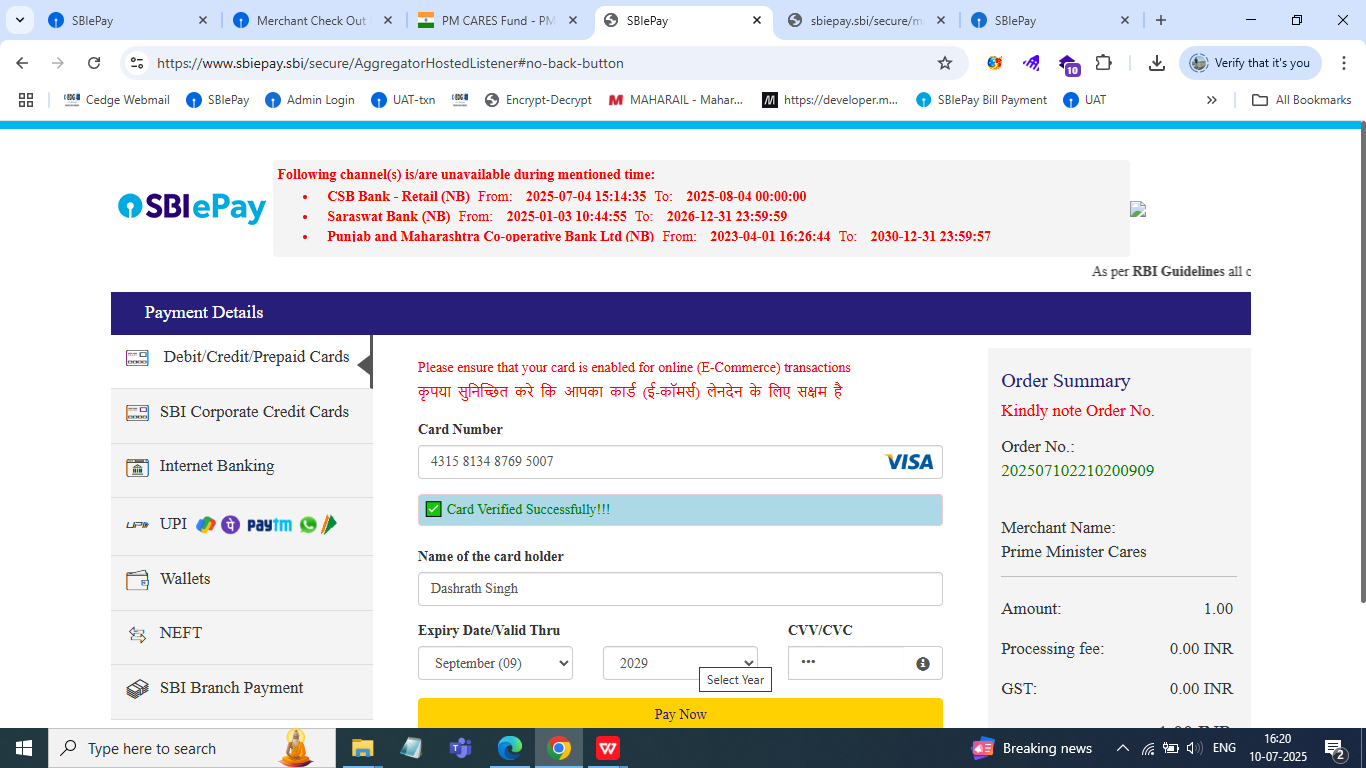 SBIePay
Merchant Check Out
PM CARES Fund - PM
SBIePay
sbiepay.sbi/secure/m
SBIePay
https://www.sbiepay.sbi/secure/AggregatorHostedListener#no-back-button
10
Verify that it's you
Cedge Webmail
SBIePay
Admin Login
UAT-txn
Encrypt-Decrypt
MAHARAIL - Mahar...
https://developer.m...
SBIePay Bill Payment
UAT
All Bookmarks
SBIePay
Following channel(s) is/are unavailable during mentioned time:
• CSB Bank - Retail (NB) From: 2025-07-04 15:14:35 To: 2025-08-04 00:00:00
• Saraswat Bank (NB) From: 2025-01-03 10:44:55 To: 2026-12-31 23:59:59
• Punjab and Maharashtra Co-operative Bank Ltd (NB) From: 2023-04-01 16:26:44 To: 2030-12-31 23:59:57
As per RBI Guidelines all c
Payment Details
Debit/Credit/Prepaid Cards
SBI Corporate Credit Cards
Internet Banking
UPI UPI paytm
Wallets
NEFT
SBI Branch Payment
Please ensure that your card is enabled for online (E-Commerce) transactions
कृपया सुनिच्छित करे कि आपका कार्ड (ई-कॉमर्स) लेनदेन के लिए सक्षम है
Card Number
4315 8134 8769 5007 VISA
Card Verified Successfully!!!
Name of the card holder
Dashrath Singh
Expiry Date/Valid Thru
CVV/CVC
September (09)
2029
•••
Select Year
Pay Now
Order Summary
Kindly note Order No.
Order No.:
202507102210200909
Merchant Name:
Prime Minister Cares
Amount: 1.00
Processing fee: 0.00 INR
GST: 0.00 INR
Type here to search
Breaking news
ENG
16:20
10-07-2025
2